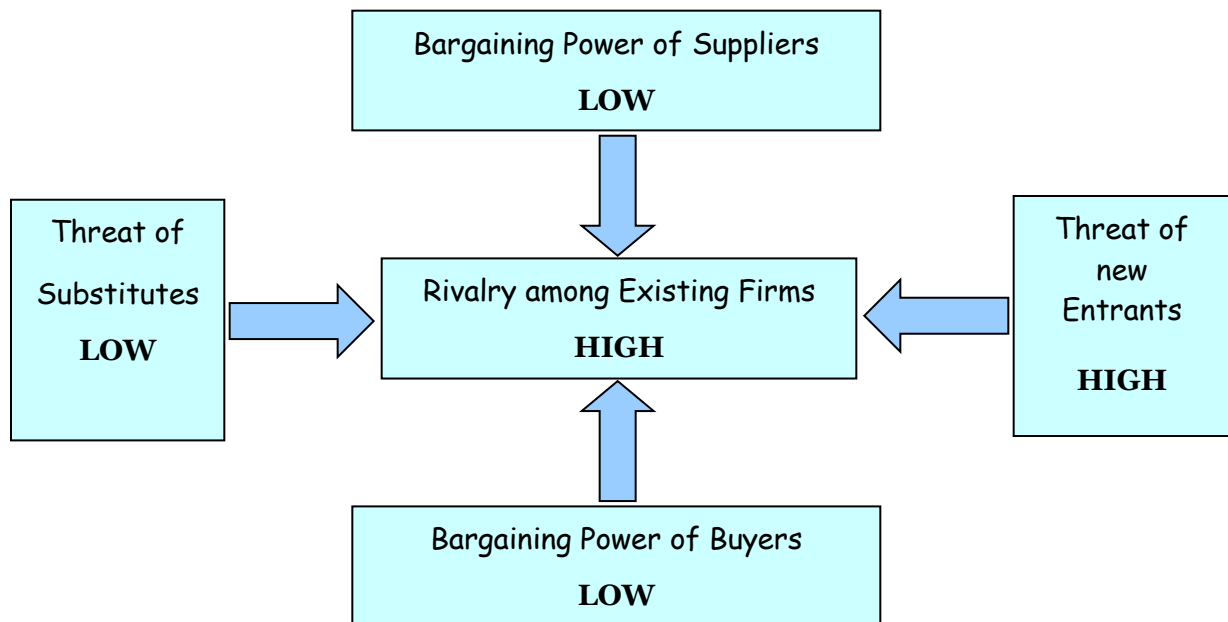 Bargaining Power of Suppliers
LOW
Threat of
Substitutes
LOW
Rivalry among Existing Firms
HIGH
Threat of
new
Entrants
HIGH
Bargaining Power of Buyers
LOW